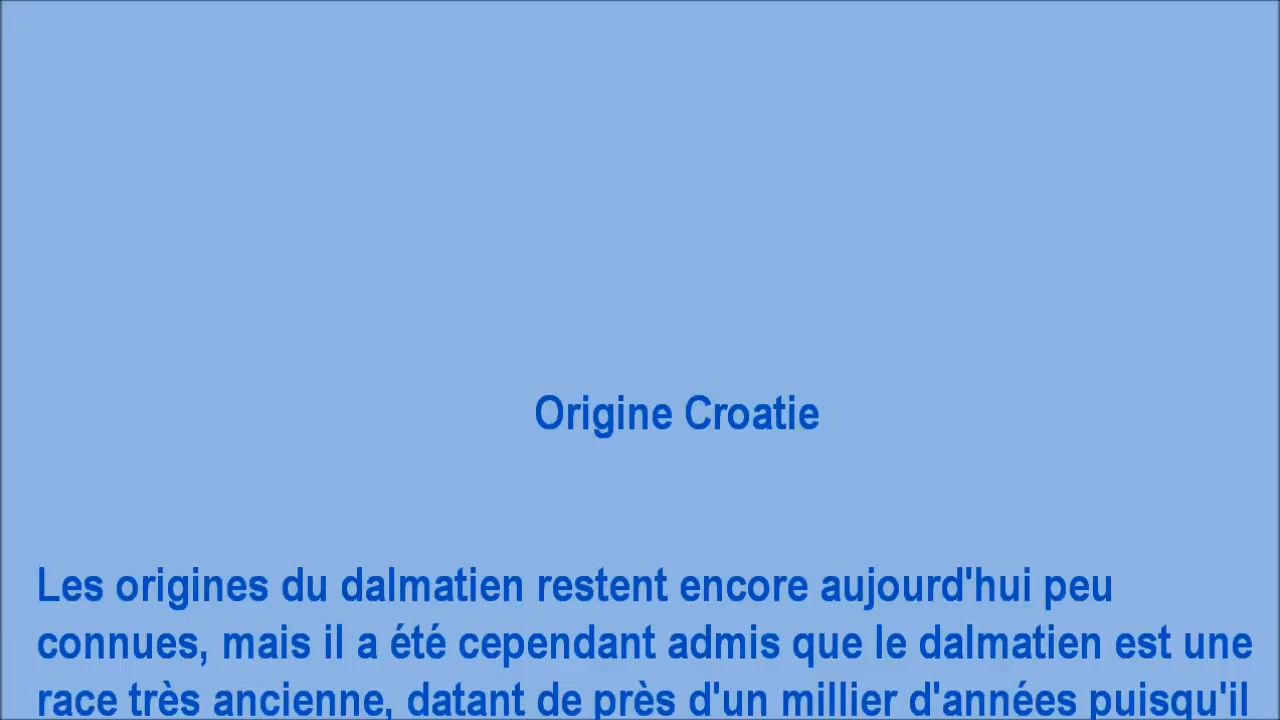 Origine Croatie
Les origines du dalmatien restent encore aujourd'hui peu
connues, mais il a été cependant admis que le dalmatien est une
race très ancienne, datant de près d'un millier d'années puisqu'il